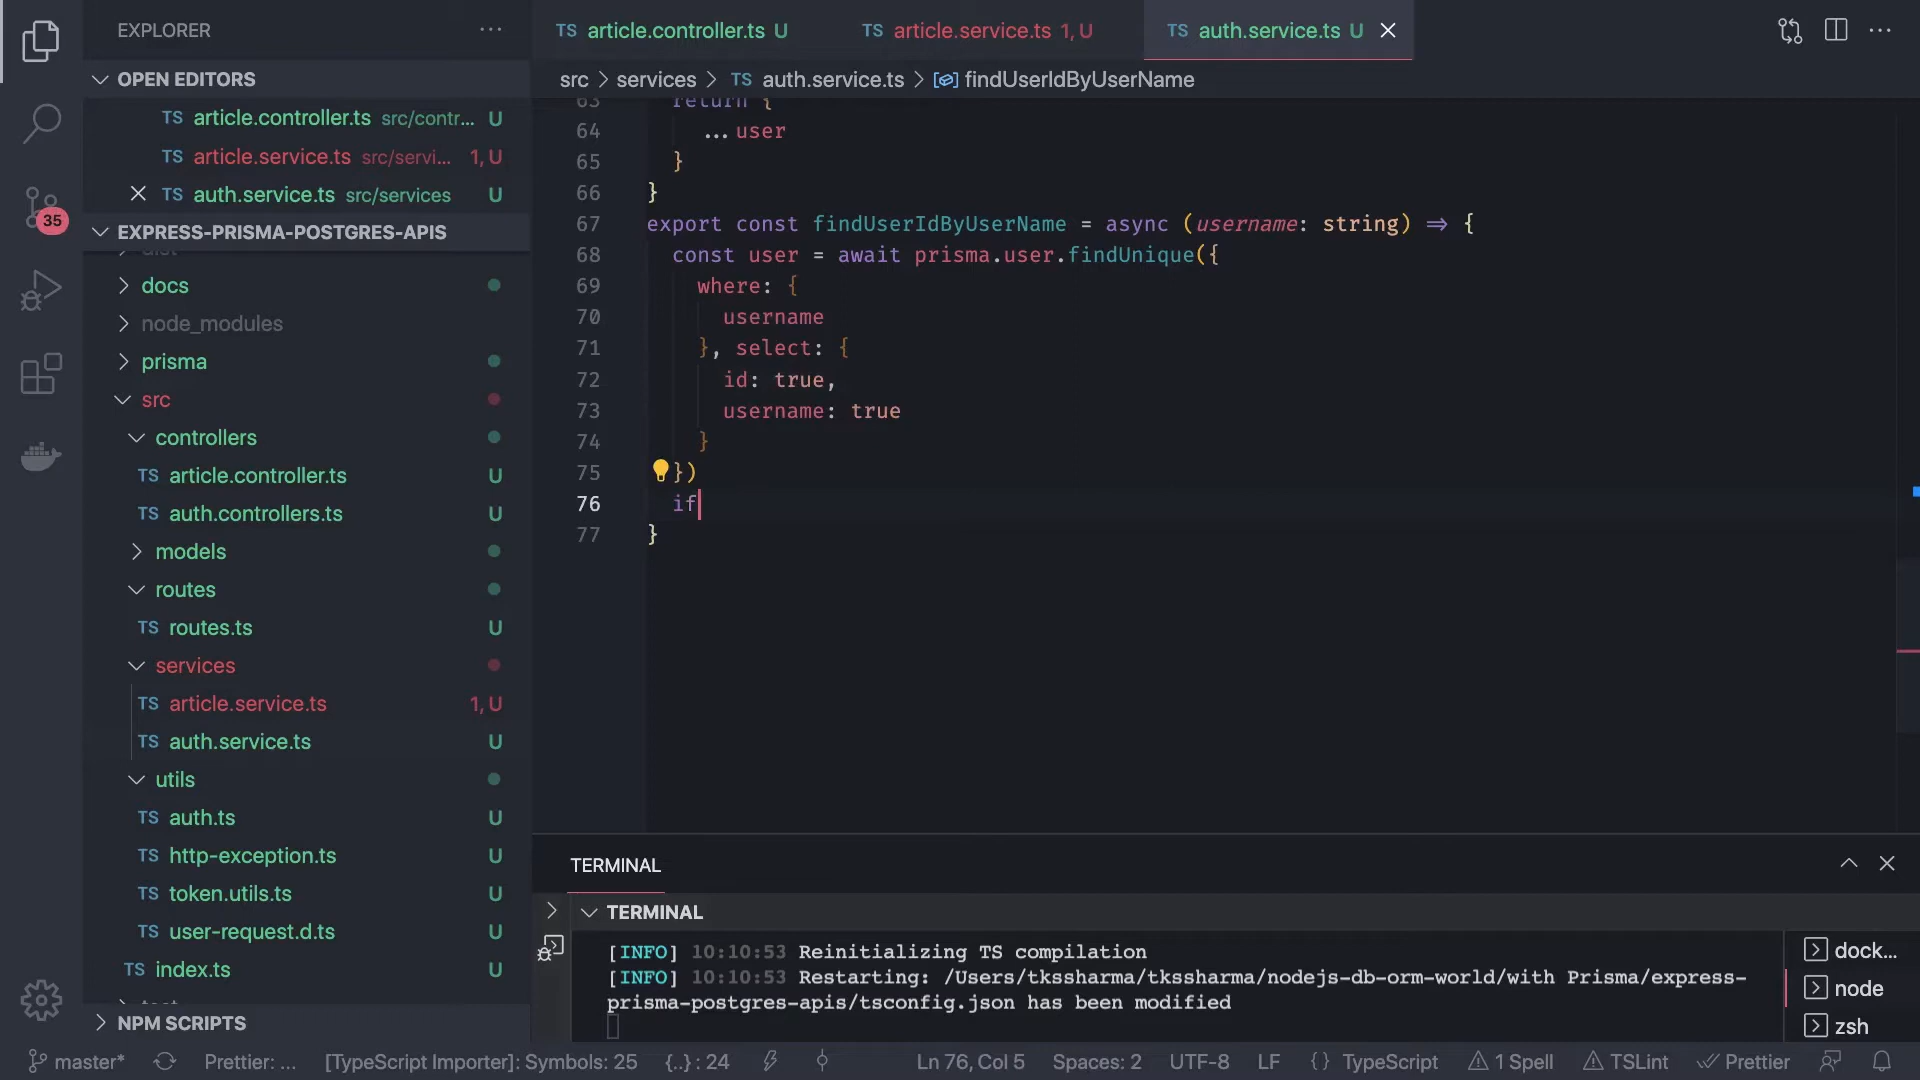 EXPLORER
OPEN EDITORS
TS article.controller.ts src/contr... U
TS article.service.ts src/servi... 1, U
TS auth.service.ts src/services U
35
EXPRESS-PRISMA-POSTGRES-APIS
docs
node_modules
prisma
src
controllers
TS article.controller.ts U
TS auth.controllers.ts U
models
routes
TS routes.ts U
services
TS article.service.ts 1, U
TS auth.service.ts U
utils
TS auth.ts U
TS http-exception.ts U
TS token.utils.ts U
TS user-request.d.ts U
TS index.ts U
NPM SCRIPTS
TS article.controller.ts U
TS article.service.ts 1, U
TS auth.service.ts U
src > services > TS auth.service.ts > findUserIdByUserName
63 return {
64 ...user
65 }
66 }
67 export const findUserIdByUserName = async (username: string) => {
68 const user = await prisma.user.findUnique({
69 where: {
70 username
71 }, select: {
72 id: true,
73 username: true
74 }
75 })
76 if
77 }
TERMINAL
TERMINAL
[INFO] 10:10:53 Reinitializing TS compilation
[INFO] 10:10:53 Restarting: /Users/tkssharma/tkssharma/nodejs-db-orm-world/with Prisma/express-
prisma-postgres-apis/tsconfig.json has been modified
dock...
node
zsh
master* Prettier: ... [TypeScript Importer]: Symbols: 25 {..} : 24 Ln 76, Col 5 Spaces: 2 UTF-8 LF {} TypeScript 1 Spell TSLint Prettier